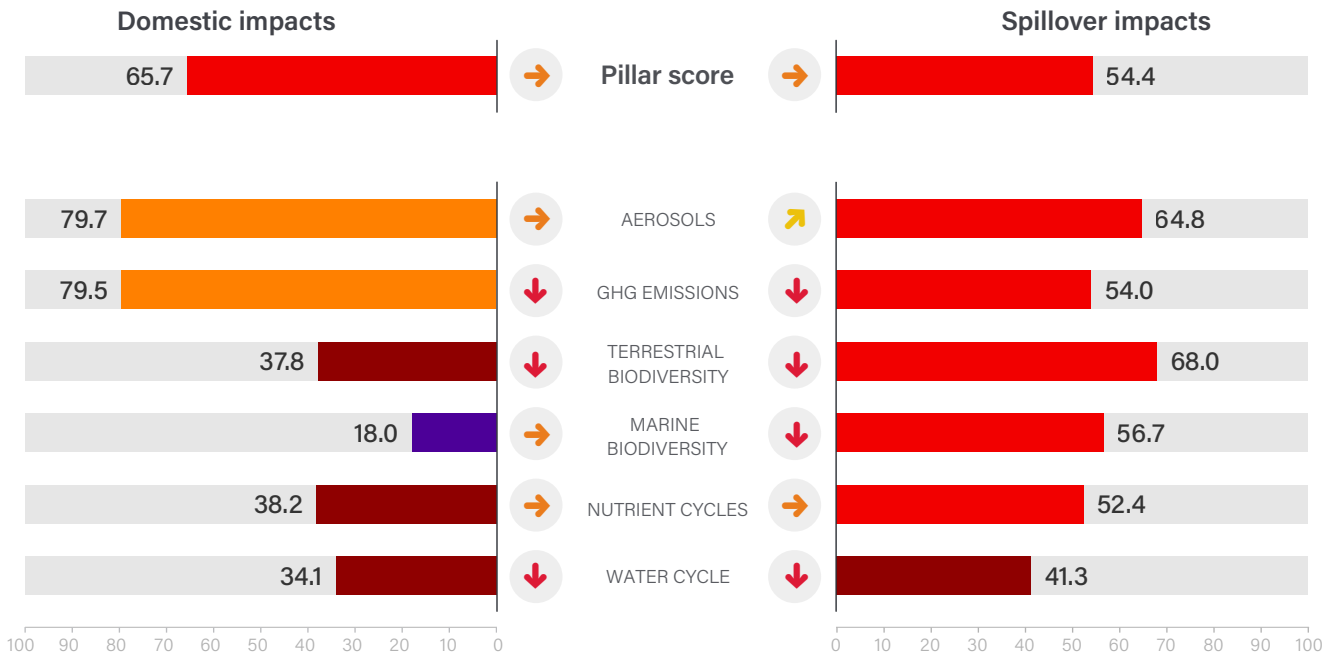 Domestic impacts
Spillover impacts
65.7
Pillar score
54.4
79.7
AEROSOLS
64.8
79.5
GHG EMISSIONS
54.0
37.8
TERRESTRIAL
BIODIVERSITY
68.0
18.0
MARINE
BIODIVERSITY
56.7
38.2
NUTRIENT CYCLES
52.4
34.1
WATER CYCLE
41.3
100 90 80 70 60 50 40 30 20 10 0
0 10 20 30 40 50 60 70 80 90 100